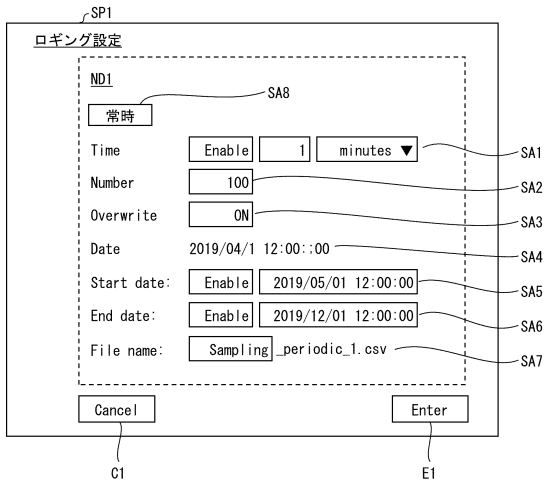 SP1
ロギング設定
ND1
SA8
常時
Time Enable 1 minutes ▼ SA1
Number 100 SA2
Overwrite ON SA3
Date 2019/04/1 12:00:;00 SA4
Start date: Enable 2019/05/01 12:00:00 SA5
End date: Enable 2019/12/01 12:00:00 SA6
File name: Sampling _periodic_1.csv SA7
Cancel Enter
C1 E1